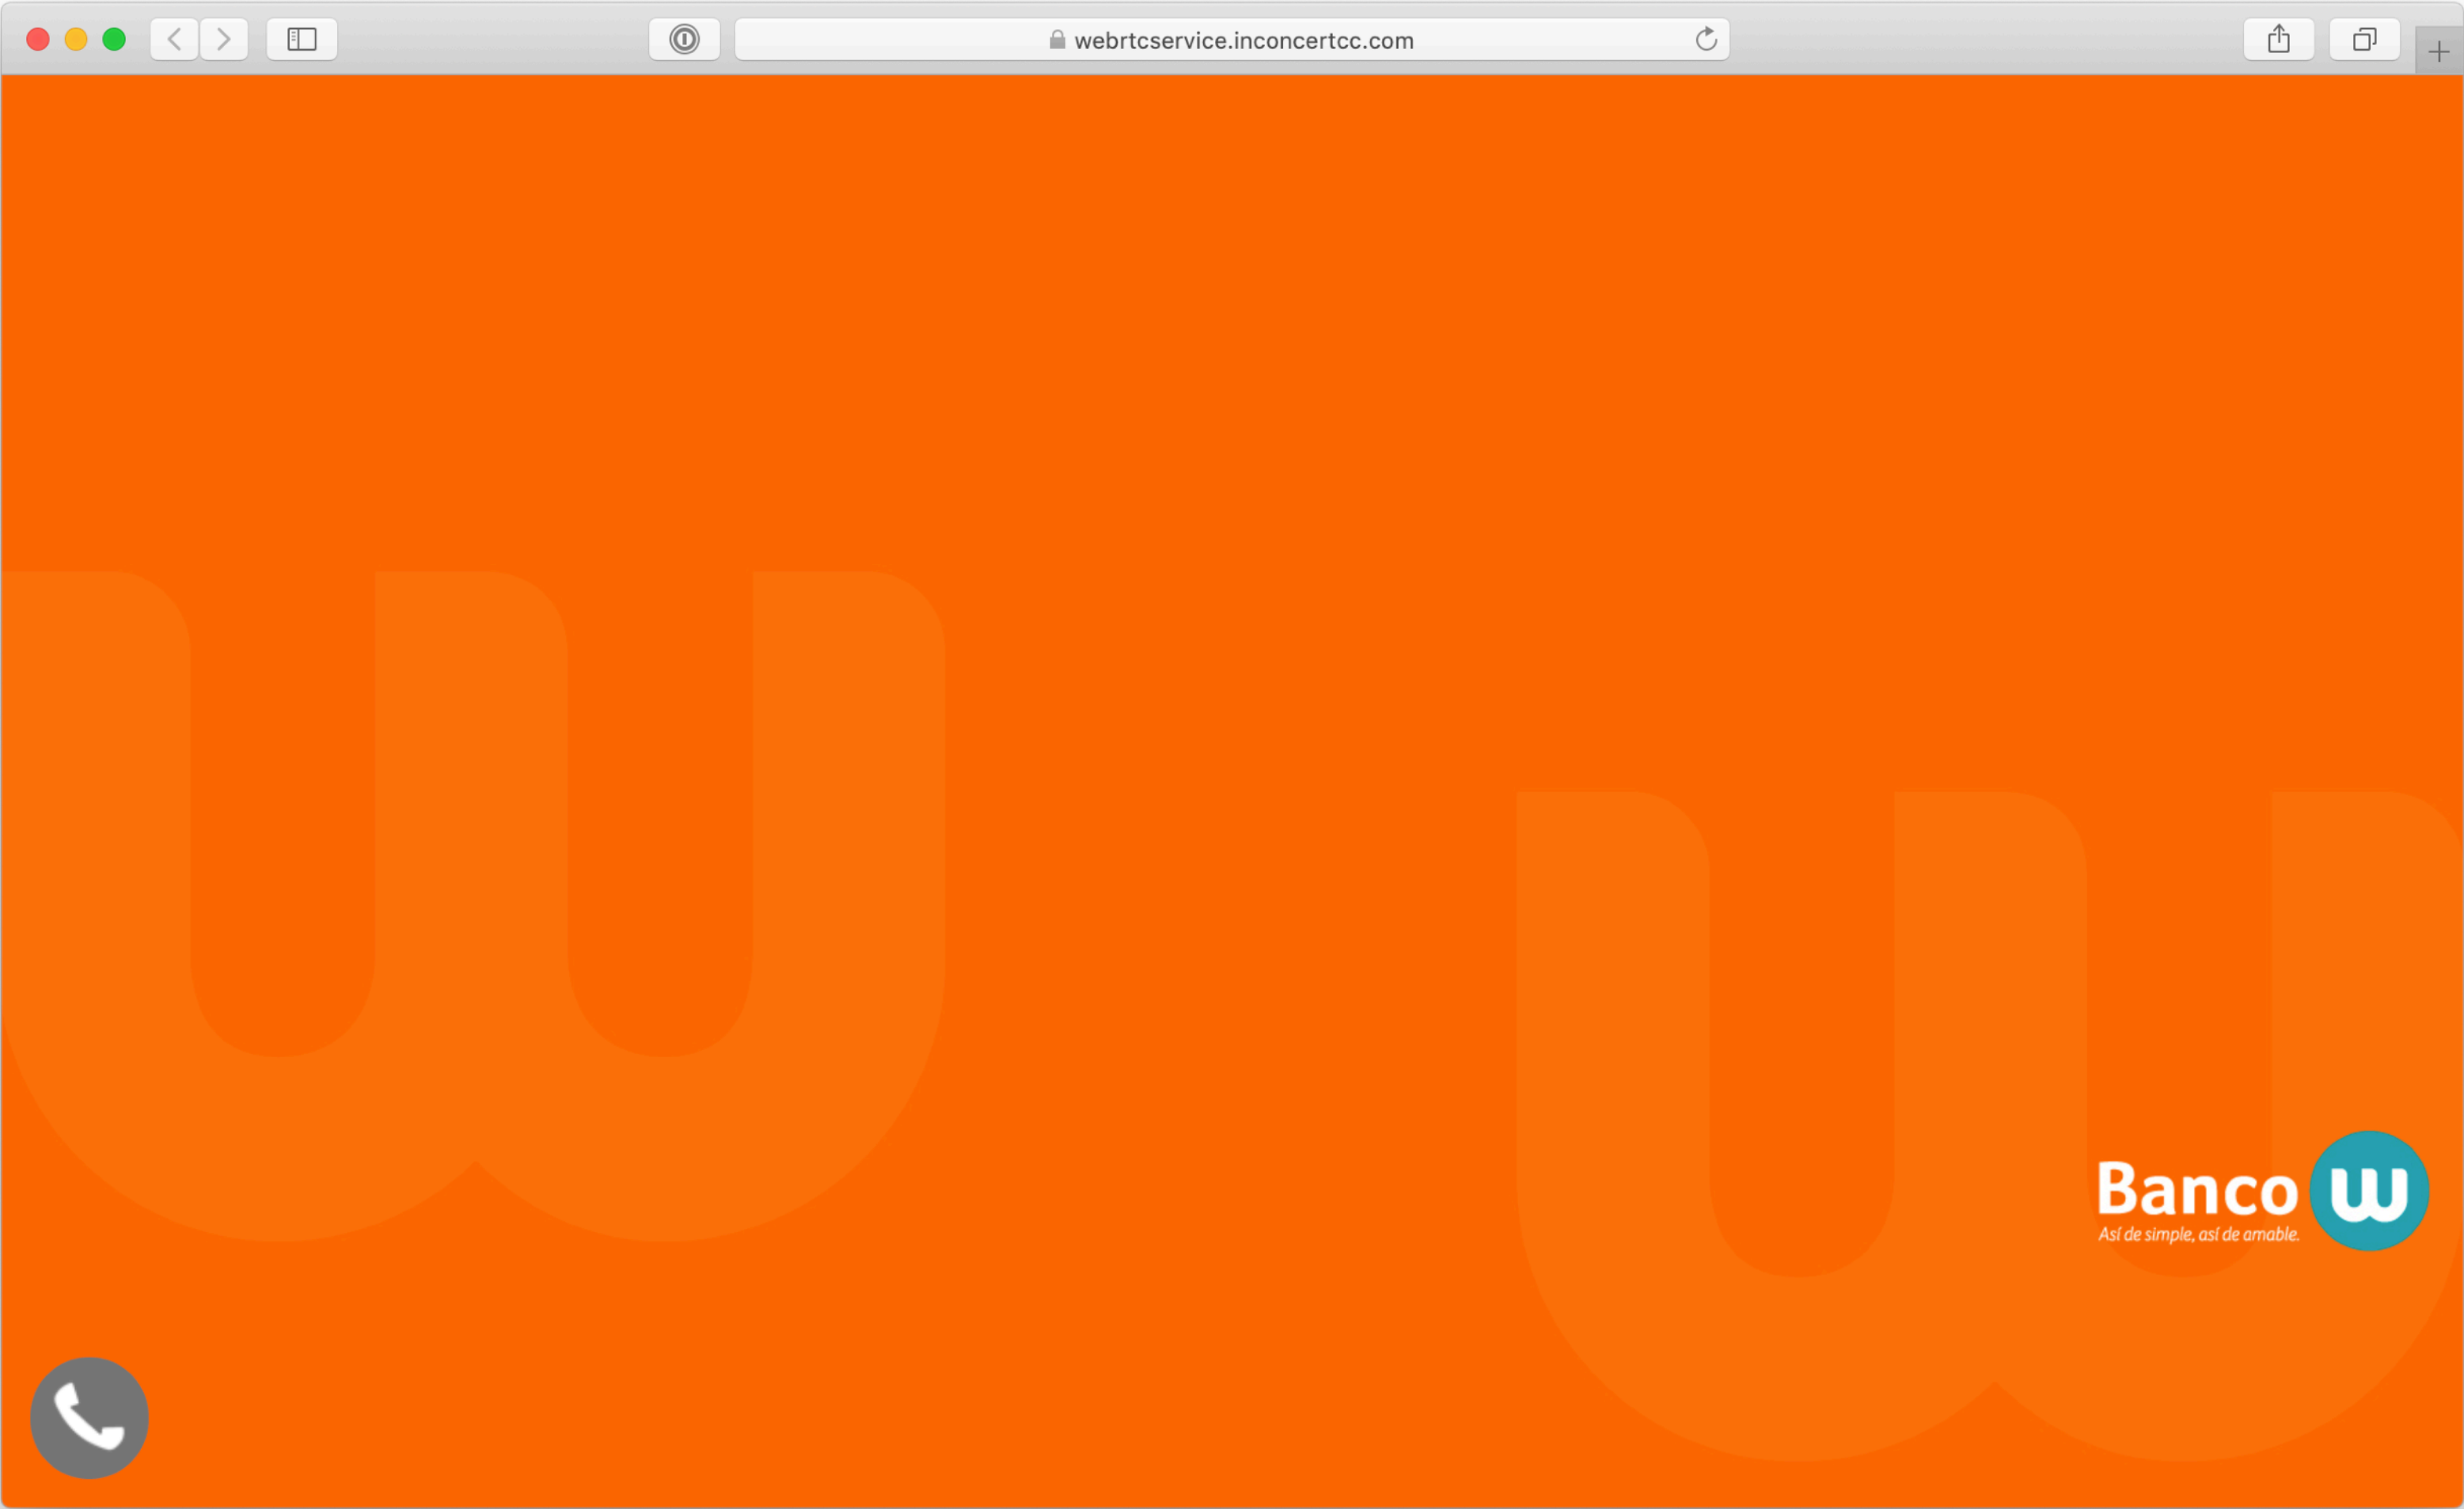 webrtcservice.inconcertcc.com
Banco W
Así de simple, así de amable.